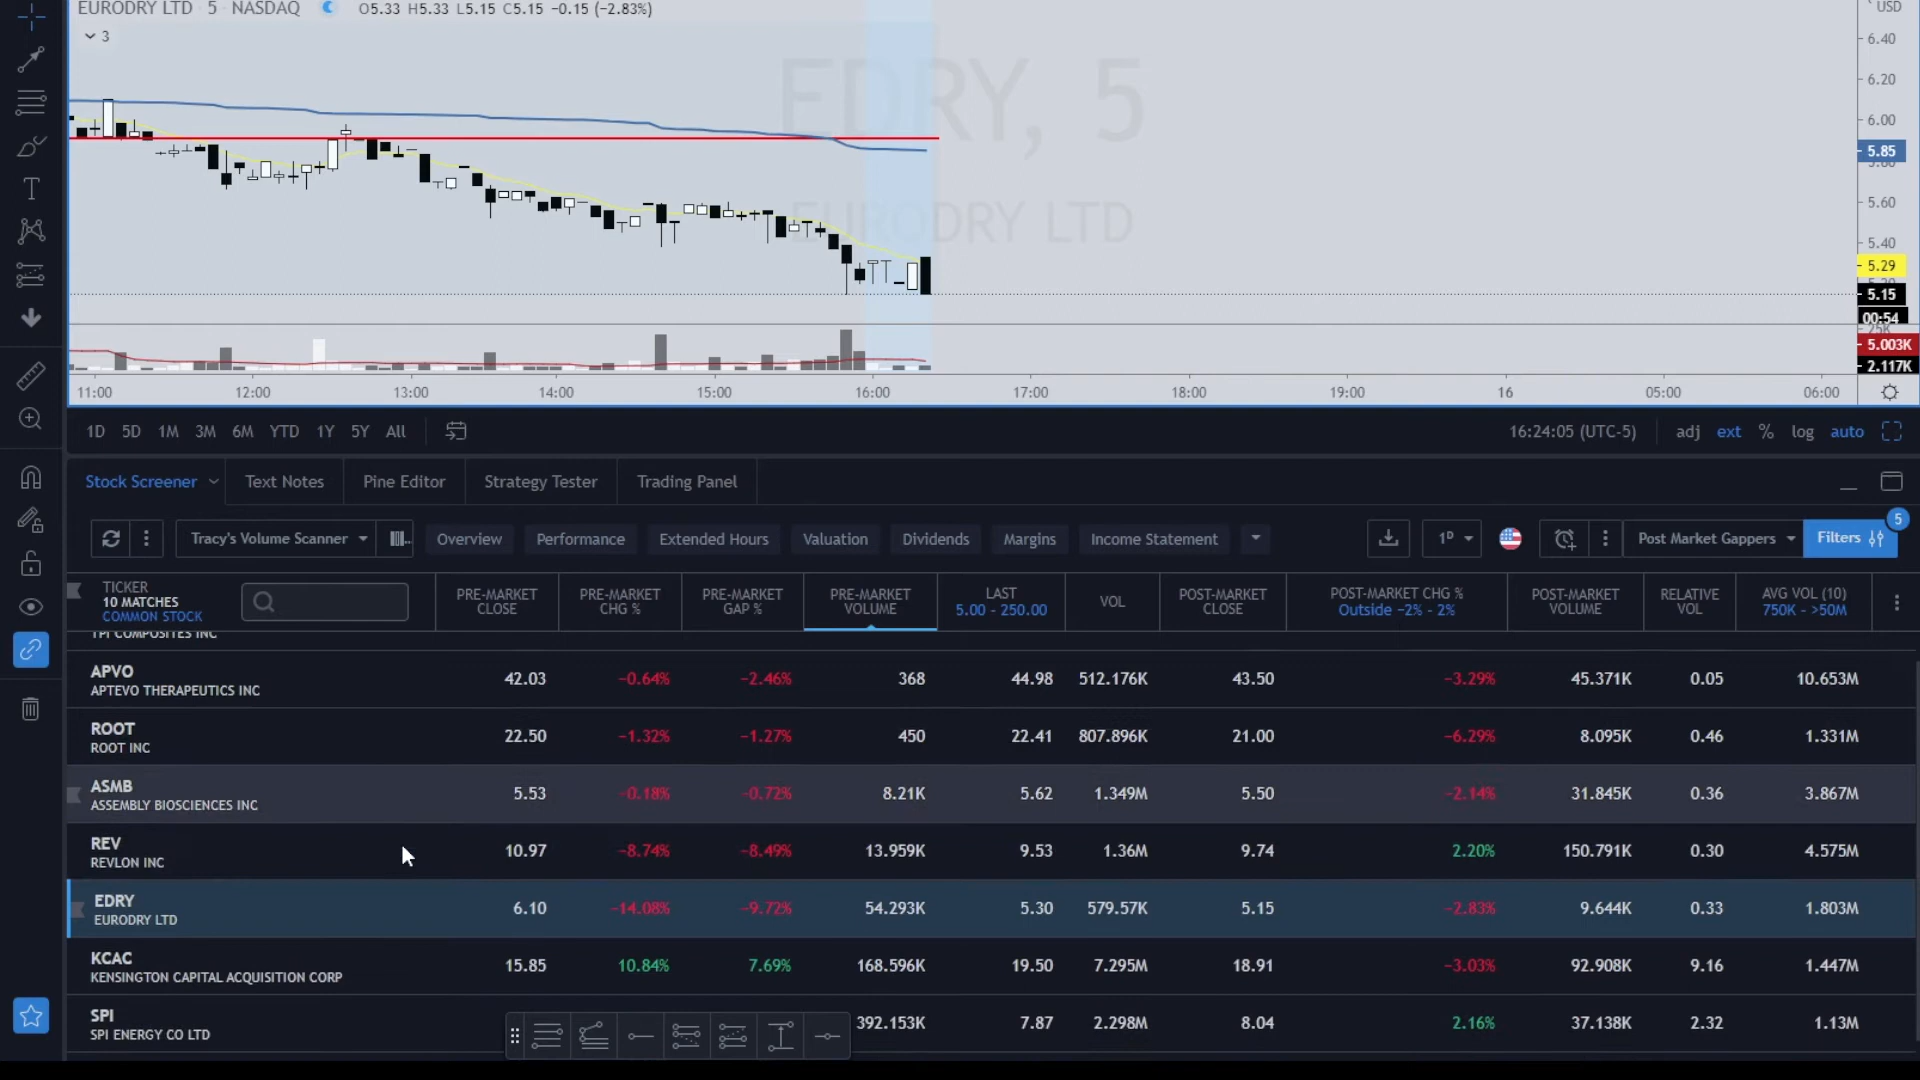 EURODRY LTD 5 NASDAQ O5.33 H5.33 L5.15 C5.15 −0.15 (−2.83%)
3
USD
6.40
6.20
6.00
5.85
5.60
5.40
5.29
5.15
00:54
25K
5.003K
2.117K
EDRY, 5
EURODRY LTD
11:00 12:00 13:00 14:00 15:00 16:00 17:00 18:00 19:00 16 05:00 06:00
1D 5D 1M 3M 6M YTD 1Y 5Y All 16:24:05 (UTC-5) adj ext % log auto
Stock Screener Text Notes Pine Editor Strategy Tester Trading Panel
Tracy's Volume Scanner Overview Performance Extended Hours Valuation Dividends Margins Income Statement 1D Post Market Gappers Filters 5
TICKER
10 MATCHES
COMMON STOCK
PRE-MARKET CLOSE
PRE-MARKET CHG %
PRE-MARKET GAP %
PRE-MARKET VOLUME
LAST
5.00 - 250.00
VOL
POST-MARKET CLOSE
POST-MARKET CHG %
Outside −2% - 2%
POST-MARKET VOLUME
RELATIVE VOL
AVG VOL (10)
750K - >50M
TPI COMPOSITES INC
APVO 42.03 −0.64% −2.46% 368 44.98 512.176K 43.50 −3.29% 45.371K 0.05 10.653M
APTEVO THERAPEUTICS INC
ROOT 22.50 −1.32% −1.27% 450 22.41 807.896K 21.00 −6.29% 8.095K 0.46 1.331M
ROOT INC
ASMB 5.53 −0.18% −0.72% 8.21K 5.62 1.349M 5.50 −2.14% 31.845K 0.36 3.867M
ASSEMBLY BIOSCIENCES INC
REV 10.97 −8.74% −8.49% 13.959K 9.53 1.36M 9.74 2.20% 150.791K 0.30 4.575M
REVLON INC
EDRY 6.10 −14.08% −9.72% 54.293K 5.30 579.57K 5.15 −2.83% 9.644K 0.33 1.803M
EURODRY LTD
KCAC 15.85 10.84% 7.69% 168.596K 19.50 7.295M 18.91 −3.03% 92.908K 9.16 1.447M
KENSINGTON CAPITAL ACQUISITION CORP
SPI 392.153K 7.87 2.298M 8.04 2.16% 37.138K 2.32 1.13M
SPI ENERGY CO LTD